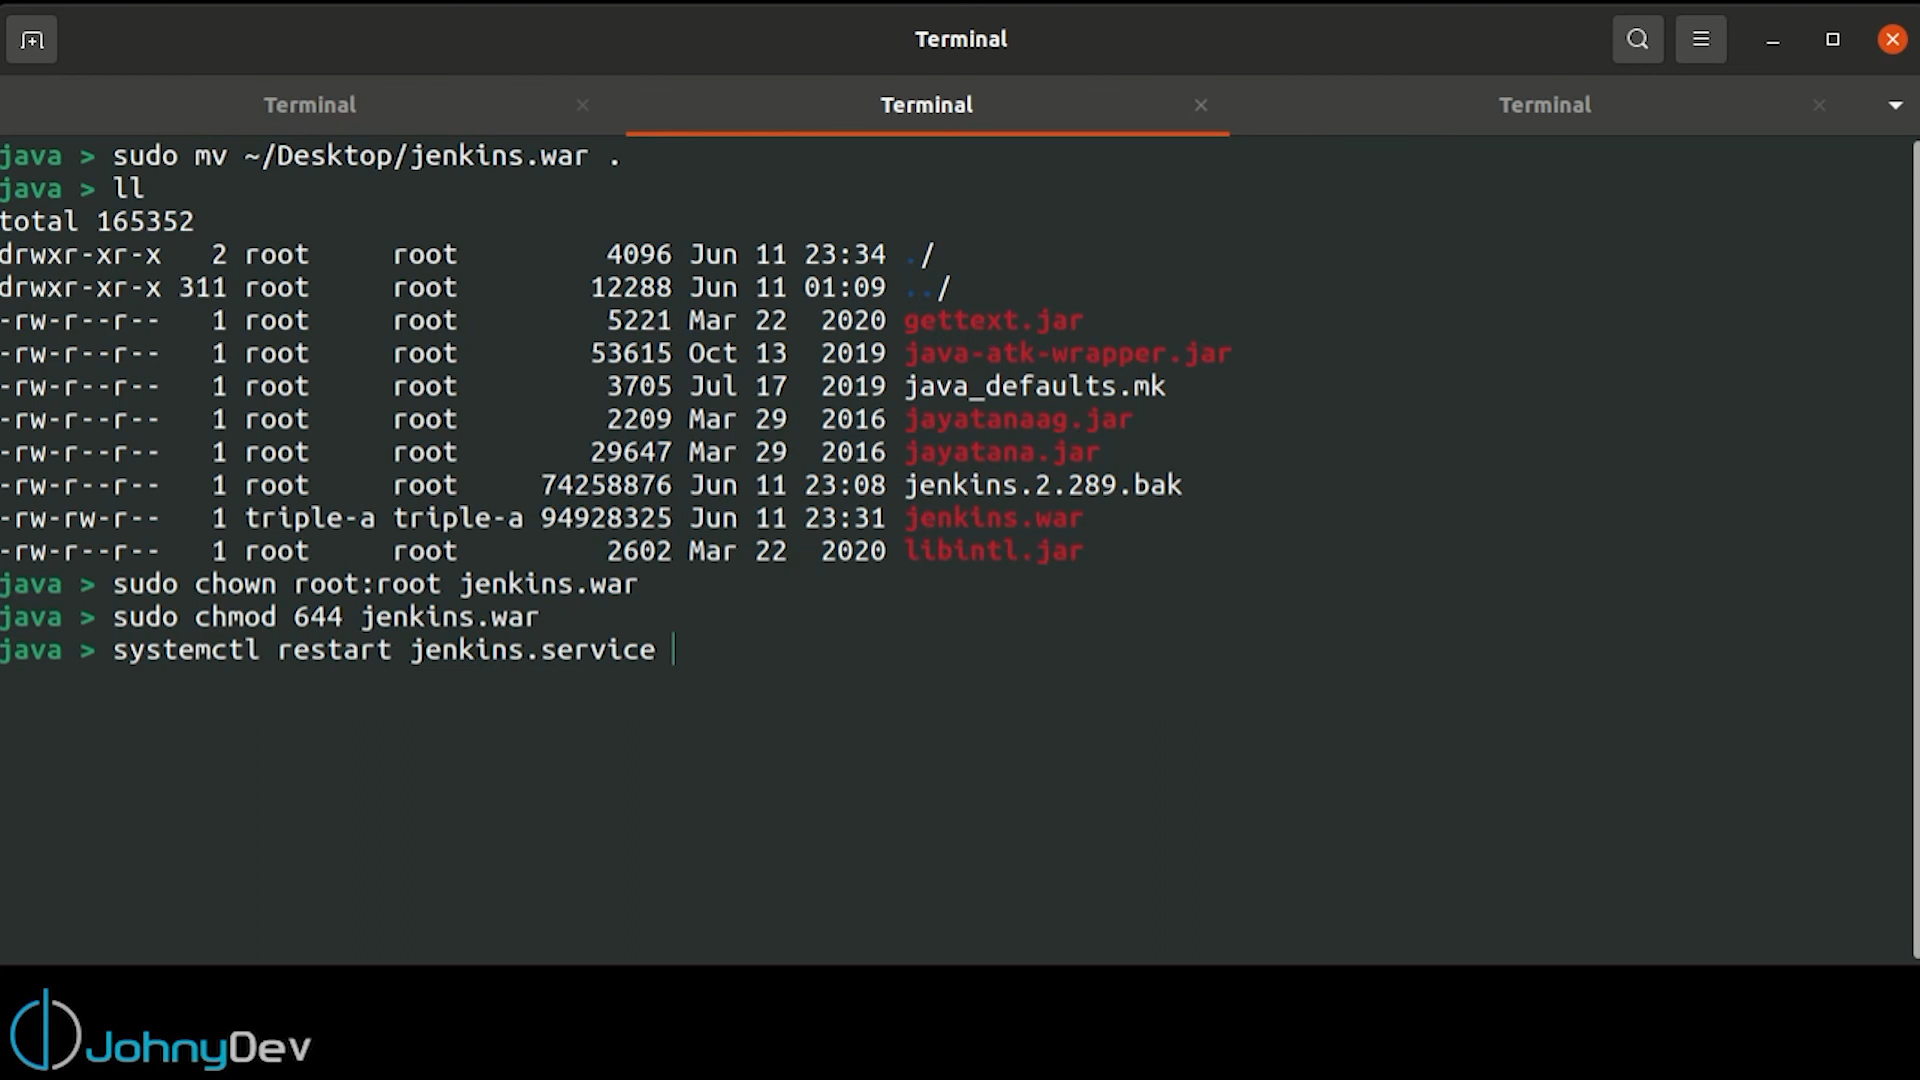 Terminal
Terminal
Terminal
Terminal
java > sudo mv ~/Desktop/jenkins.war .
java > ll
total 165352
drwxr-xr-x   2 root     root         4096 Jun 11 23:34 ./
drwxr-xr-x 311 root     root        12288 Jun 11 01:09 ../
-rw-r--r--   1 root     root         5221 Mar 22  2020 gettext.jar
-rw-r--r--   1 root     root        53615 Oct 13  2019 java-atk-wrapper.jar
-rw-r--r--   1 root     root         3705 Jul 17  2019 java_defaults.mk
-rw-r--r--   1 root     root         2209 Mar 29  2016 jayatanaag.jar
-rw-r--r--   1 root     root        29647 Mar 29  2016 jayatana.jar
-rw-r--r--   1 root     root     74258876 Jun 11 23:08 jenkins.2.289.bak
-rw-rw-r--   1 triple-a triple-a 94928325 Jun 11 23:31 jenkins.war
-rw-r--r--   1 root     root         2602 Mar 22  2020 libintl.jar
java > sudo chown root:root jenkins.war
java > sudo chmod 644 jenkins.war
java > systemctl restart jenkins.service
JohnyDev